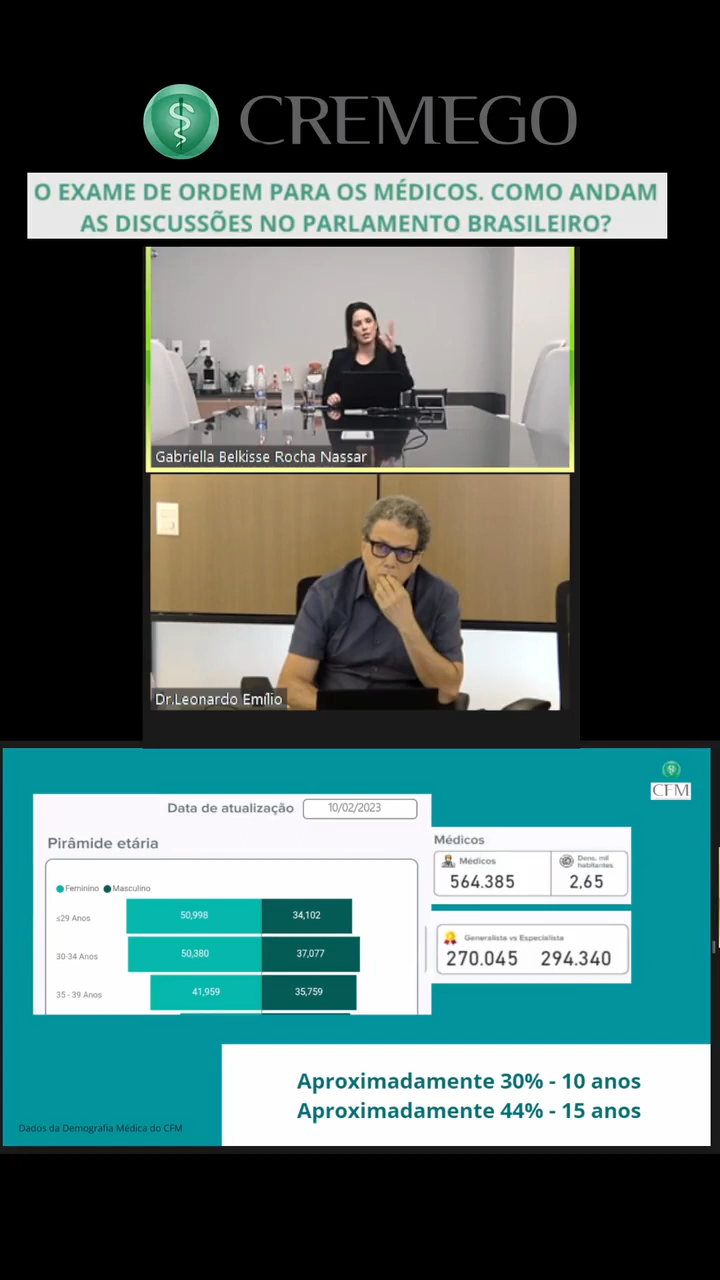 CREMEGO
O EXAME DE ORDEM PARA OS MÉDICOS. COMO ANDAM
AS DISCUSSÕES NO PARLAMENTO BRASILEIRO?
Gabriella Belkisse Rocha Nassar
Dr.Leonardo Emílio
CFM
Data de atualização 10/02/2023
Pirâmide etária
Feminino Masculino
≤29 Anos 50,998 34,102
30-34 Anos 50,380 37,077
35 - 39 Anos 41,959 35,759
Médicos
Médicos
564.385
Dens. mil
habitantes
2,65
Generalista vs Especialista
270.045 294.340
Aproximadamente 30% - 10 anos
Aproximadamente 44% - 15 anos
Dados da Demografia Médica do CFM